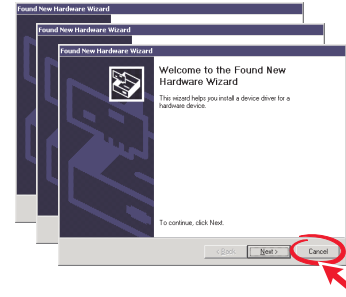 Found New Hardware Wizard
Found New Hardware Wizard
Found New Hardware Wizard
Welcome to the Found New
Hardware Wizard
This wizard helps you install a device driver for a
hardware device.
To continue, click Next.
< Back Next > Cancel